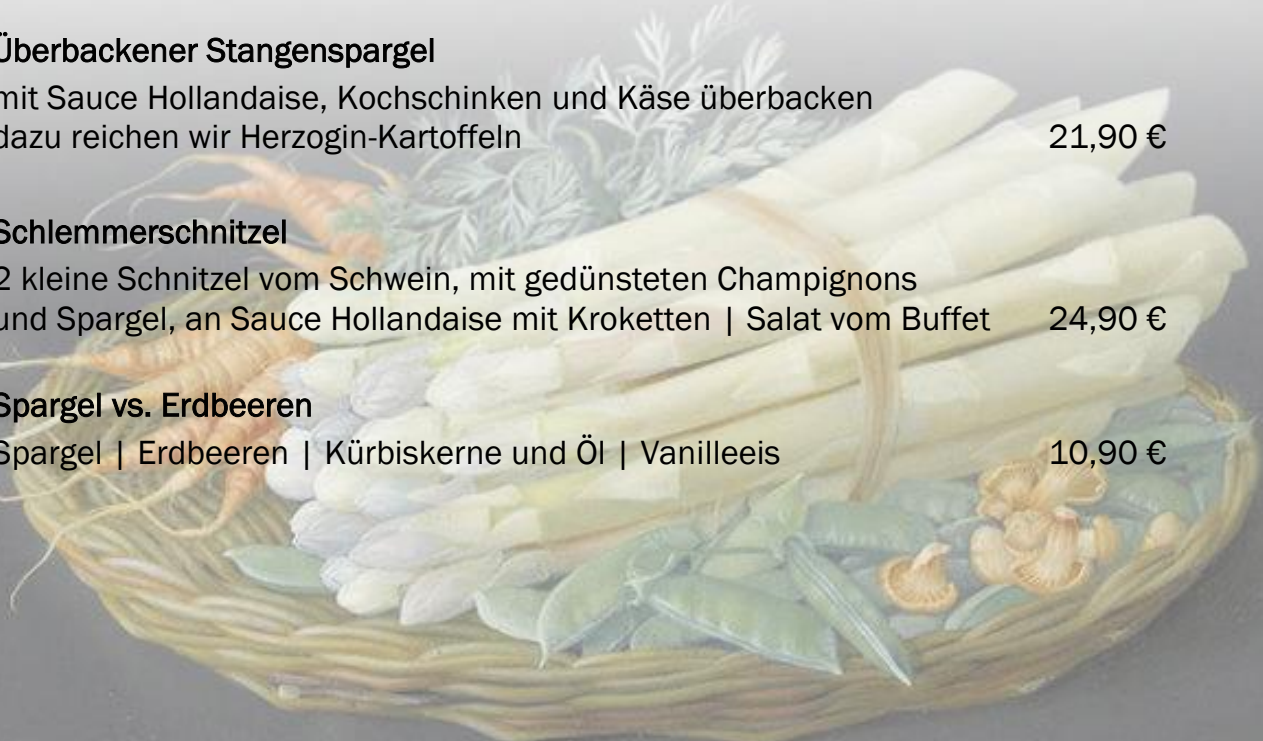 Überbackener Stangenspargel
mit Sauce Hollandaise, Kochschinken und Käse überbacken
dazu reichen wir Herzogin-Kartoffeln 21,90 €
Schlemmerschnitzel
2 kleine Schnitzel vom Schwein, mit gedünsteten Champignons
und Spargel, an Sauce Hollandaise mit Kroketten | Salat vom Buffet 24,90 €
Spargel vs. Erdbeeren
Spargel | Erdbeeren | Kürbiskerne und Öl | Vanilleeis 10,90 €